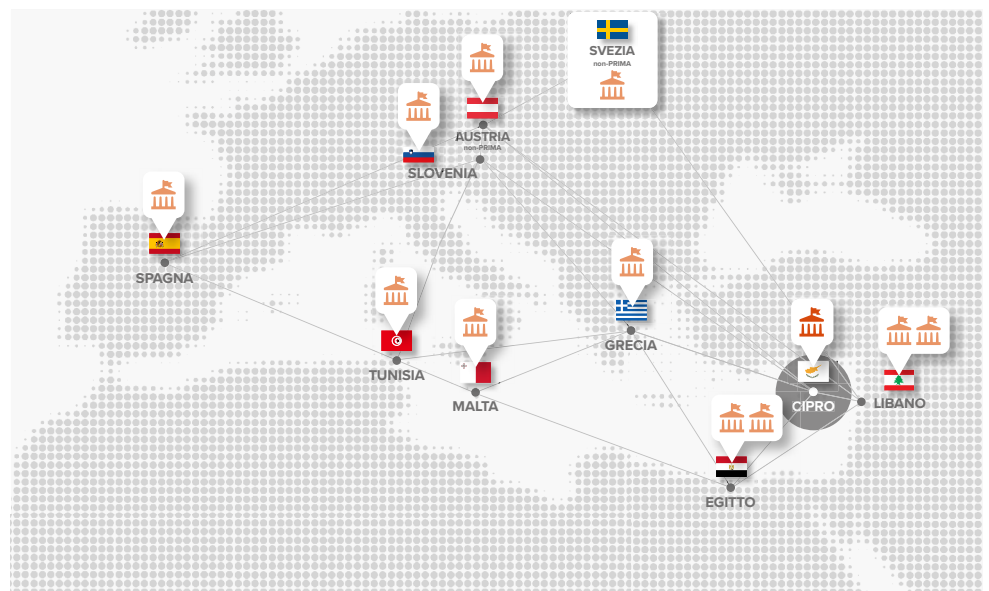 SVEZIA
non-PRIMA
AUSTRIA
non-PRIMA
SLOVENIA
SPAGNA
GRECIA
TUNISIA
MALTA
CIPRO
LIBANO
EGITTO